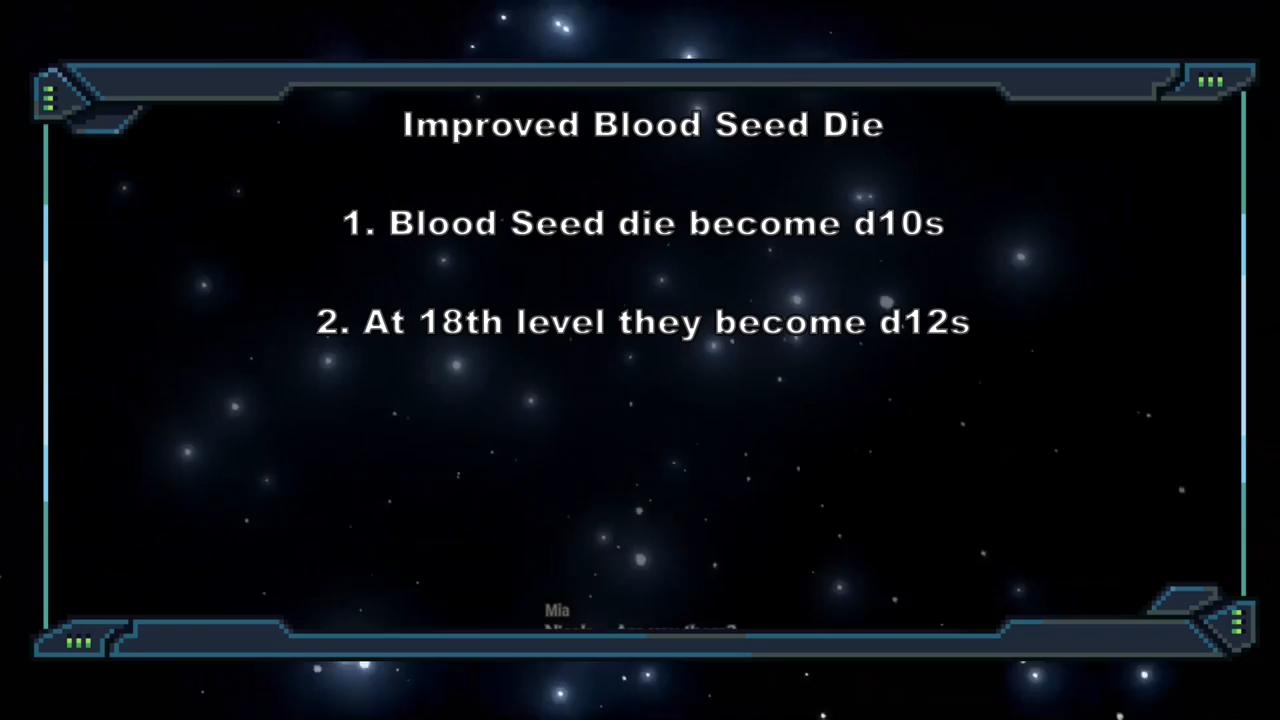 Improved Blood Seed Die
1. Blood Seed die become d10s
2. At 18th level they become d12s
Mia